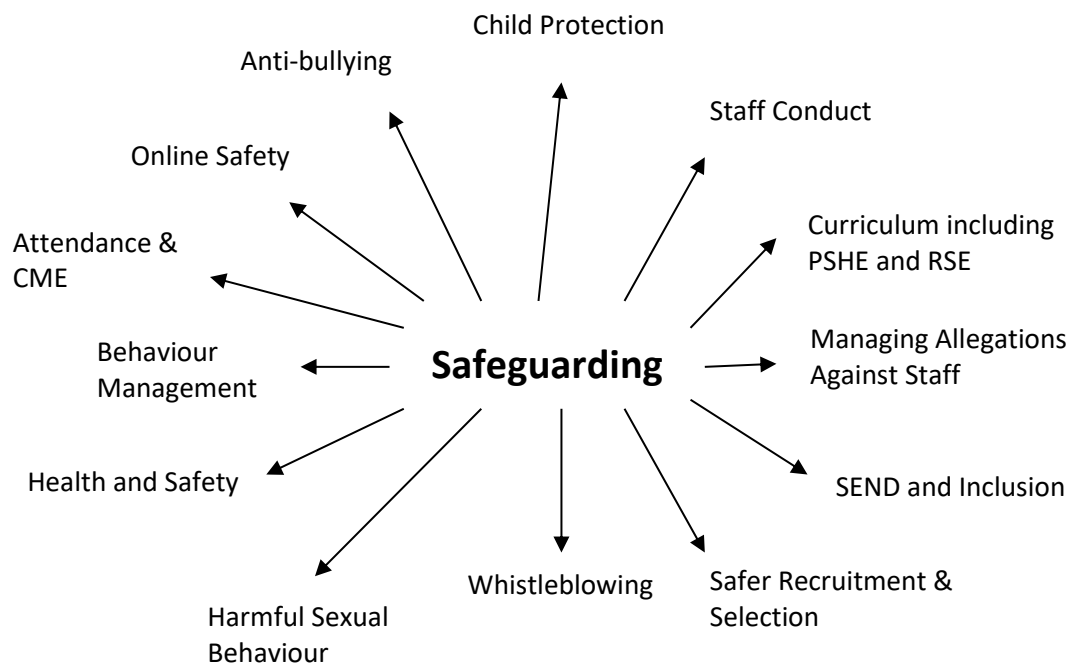 Child Protection
Anti-bullying
Staff Conduct
Online Safety
Curriculum including
PSHE and RSE
Attendance &
CME
Managing Allegations
Against Staff
Behaviour
Management
Safeguarding
Health and Safety
SEND and Inclusion
Whistleblowing
Safer Recruitment &
Selection
Harmful Sexual
Behaviour